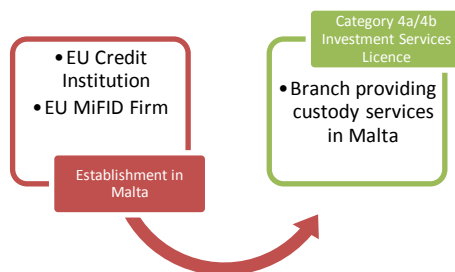 • EU Credit
Institution
• EU MiFID Firm
Establishment in
Malta
Category 4a/4b
Investment Services
Licence
• Branch providing
custody services
in Malta